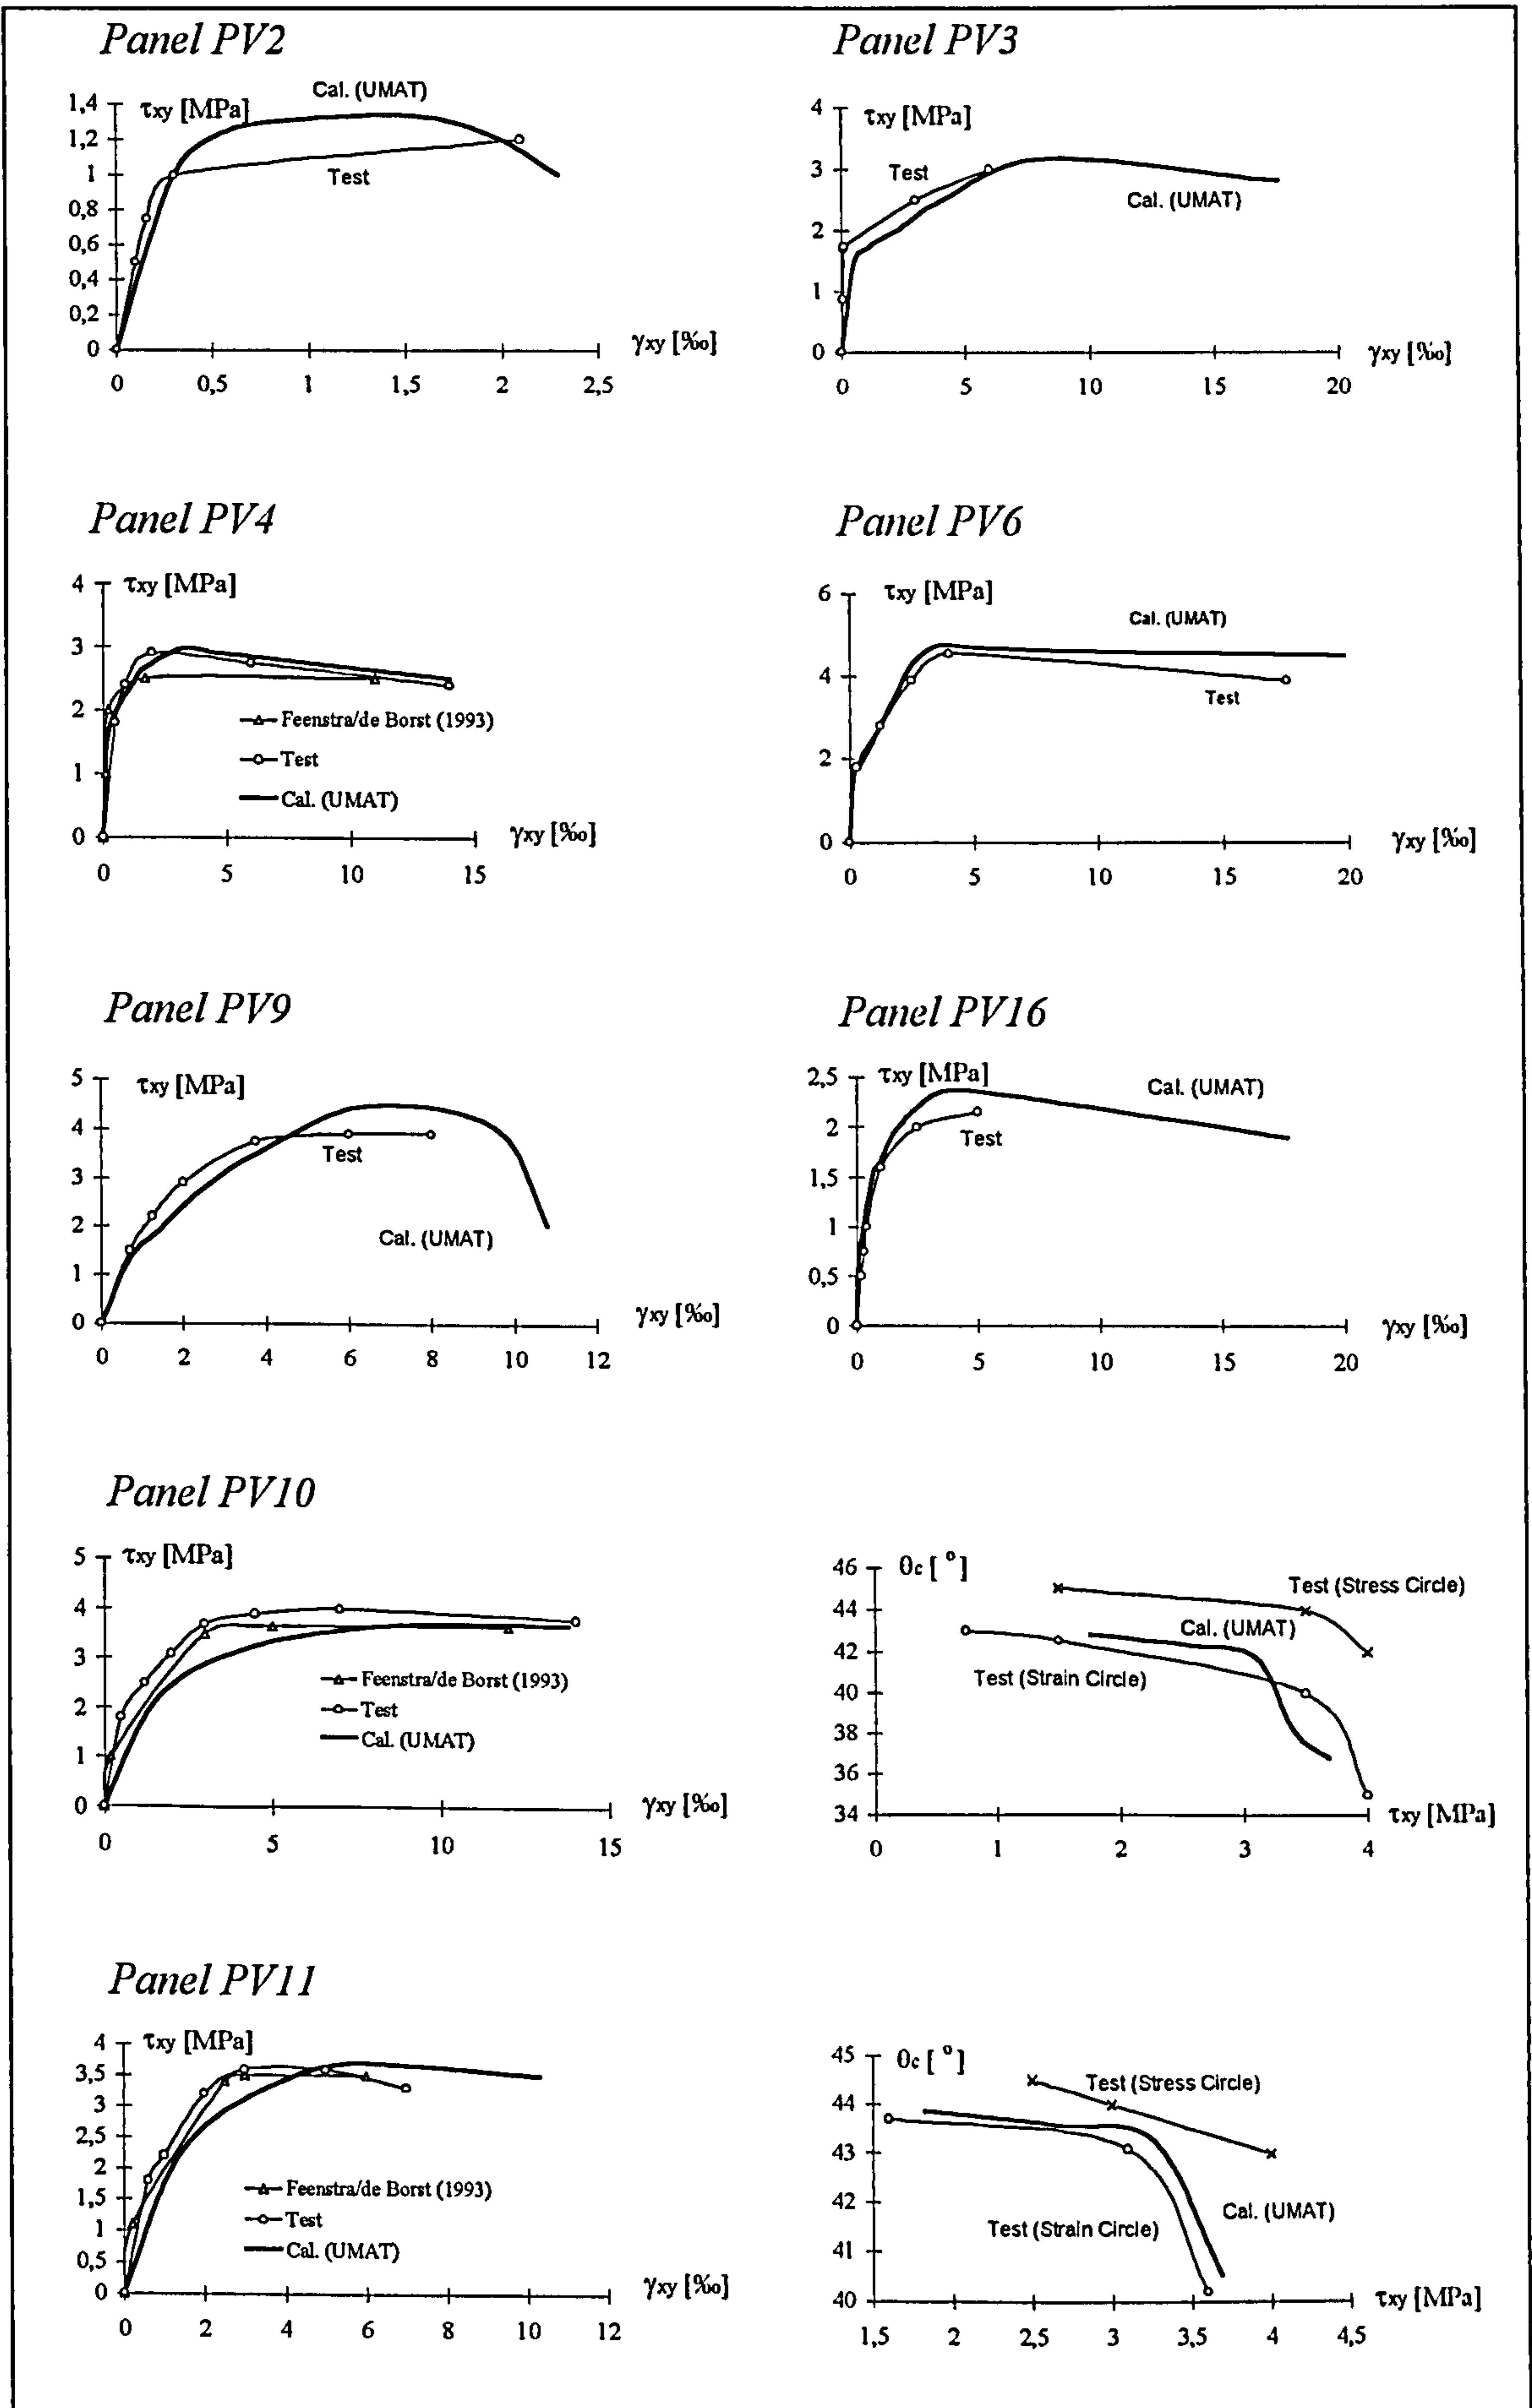 Panel PV2
Cal. (UMAT)
τxy [MPa]
1,4
1,2
1
0,8
0,6
0,4
0,2
0
Test
γxy [‰]
0 0,5 1 1,5 2 2,5
Panel PV3
τxy [MPa]
4
3
2
1
0
Test
Cal. (UMAT)
γxy [‰]
0 5 10 15 20
Panel PV4
τxy [MPa]
4
3
2
1
0
Feenstra/de Borst (1993)
Test
Cal. (UMAT)
γxy [‰]
0 5 10 15
Panel PV6
τxy [MPa]
6
4
2
0
Cal. (UMAT)
Test
γxy [‰]
0 5 10 15 20
Panel PV9
τxy [MPa]
5
4
3
2
1
0
Test
Cal. (UMAT)
γxy [‰]
0 2 4 6 8 10 12
Panel PV16
τxy [MPa]
2,5
2
1,5
1
0,5
0
Cal. (UMAT)
Test
γxy [‰]
0 5 10 15 20
Panel PV10
τxy [MPa]
5
4
3
2
1
0
Feenstra/de Borst (1993)
Test
Cal. (UMAT)
γxy [‰]
0 5 10 15
θc [ ° ]
46
44
42
40
38
36
34
Test (Stress Circle)
Cal. (UMAT)
Test (Strain Circle)
τxy [MPa]
0 1 2 3 4
Panel PV11
τxy [MPa]
4
3,5
3
2,5
2
1,5
1
0,5
0
Feenstra/de Borst (1993)
Test
Cal. (UMAT)
γxy [‰]
0 2 4 6 8 10 12
θc [ ° ]
45
44
43
42
41
40
Test (Stress Circle)
Cal. (UMAT)
Test (Strain Circle)
τxy [MPa]
1,5 2 2,5 3 3,5 4 4,5